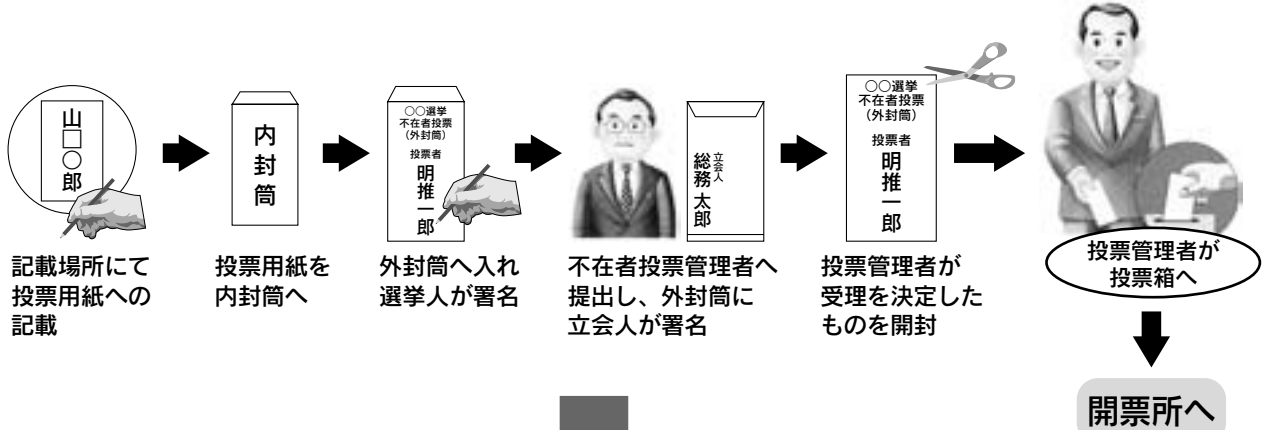 山□○郎
記載場所にて
投票用紙への
記載
内封筒
投票用紙を
内封筒へ
○○選挙
不在者投票
（外封筒）
投票者
明推一郎
外封筒へ入れ
選挙人が署名
立会人
総務太郎
不在者投票管理者へ
提出し、外封筒に
立会人が署名
○○選挙
不在者投票
（外封筒）
投票者
明推一郎
投票管理者が
受理を決定した
ものを開封
投票管理者が
投票箱へ
開票所へ